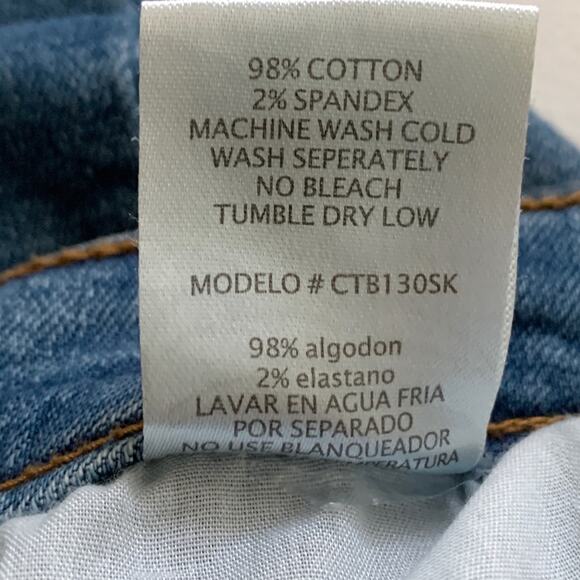 98% COTTON
2% SPANDEX
MACHINE WASH COLD
WASH SEPERATELY
NO BLEACH
TUMBLE DRY LOW
MODELO # CTB130SK
98% algodon
2% elastano
LAVAR EN AGUA FRIA
POR SEPARADO
NO USE BLANQUEADOR
TEMPERATURA